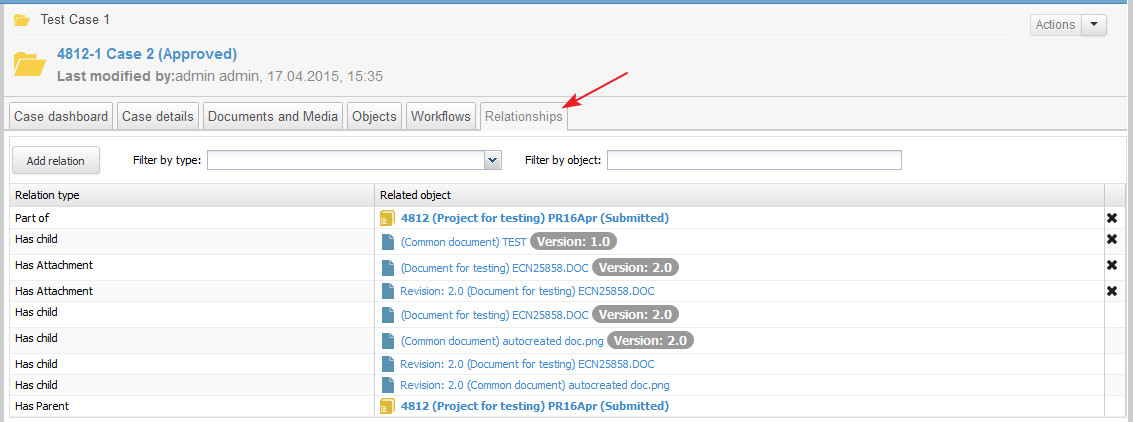 Test Case 1
Actions
4812-1 Case 2 (Approved)
Last modified by:admin admin, 17.04.2015, 15:35
Case dashboard Case details Documents and Media Objects Workflows Relationships
Add relation Filter by type: Filter by object:
Relation type Related object
Part of 4812 (Project for testing) PR16Apr (Submitted)
Has child (Common document) TEST Version: 1.0
Has Attachment (Document for testing) ECN25858.DOC Version: 2.0
Has Attachment Revision: 2.0 (Document for testing) ECN25858.DOC
Has child (Document for testing) ECN25858.DOC Version: 2.0
Has child (Common document) autocreated doc.png Version: 2.0
Has child Revision: 2.0 (Document for testing) ECN25858.DOC
Has child Revision: 2.0 (Common document) autocreated doc.png
Has Parent 4812 (Project for testing) PR16Apr (Submitted)